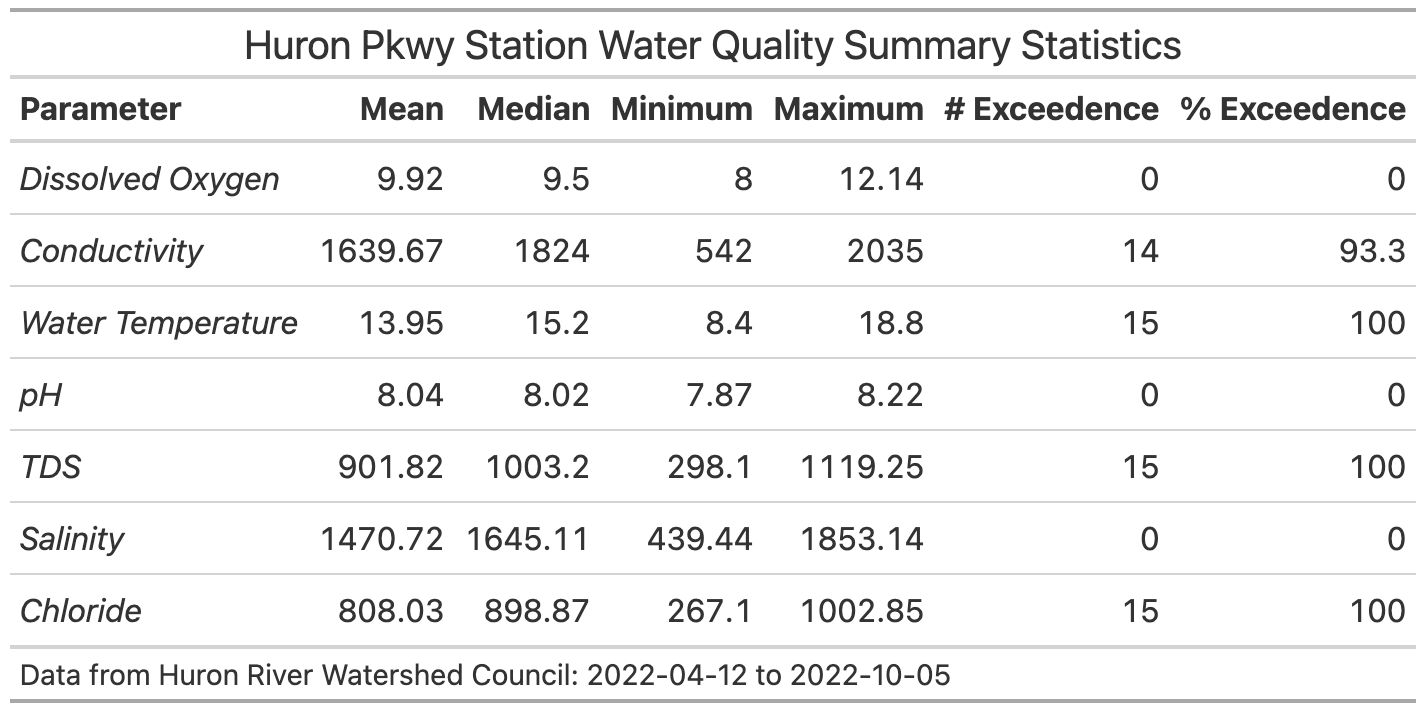 Huron Pkwy Station Water Quality Summary Statistics
Parameter Mean Median Minimum Maximum # Exceedence % Exceedence
Dissolved Oxygen 9.92 9.5 8 12.14 0 0
Conductivity 1639.67 1824 542 2035 14 93.3
Water Temperature 13.95 15.2 8.4 18.8 15 100
pH 8.04 8.02 7.87 8.22 0 0
TDS 901.82 1003.2 298.1 1119.25 15 100
Salinity 1470.72 1645.11 439.44 1853.14 0 0
Chloride 808.03 898.87 267.1 1002.85 15 100
Data from Huron River Watershed Council: 2022-04-12 to 2022-10-05